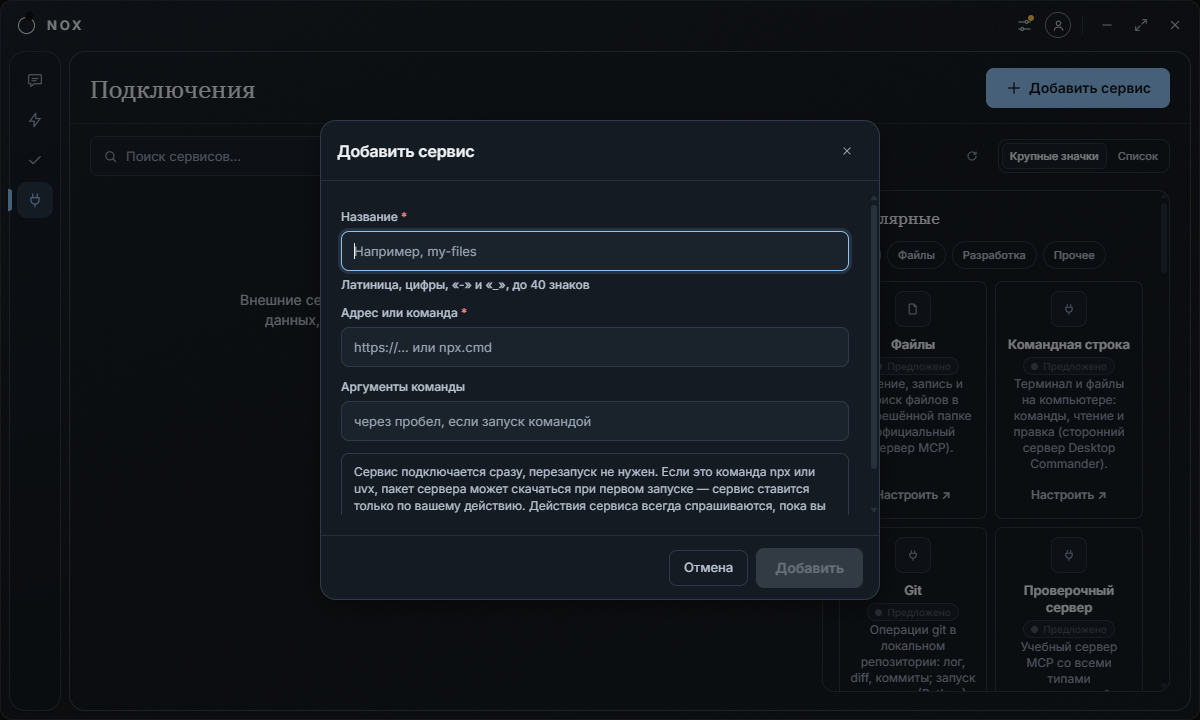 NOX
Подключения
Добавить сервис
Поиск сервисов...
Крупные значки
Список
Добавить сервис
Название *
Например, my-files
Латиница, цифры, «-» и «_», до 40 знаков
Адрес или команда *
https://... или npx.cmd
Аргументы команды
через пробел, если запуск командой
Сервис подключается сразу, перезапуск не нужен. Если это команда npx или
uvx, пакет сервера может скачаться при первом запуске — сервис ставится
только по вашему действию. Действия сервиса всегда спрашиваются, пока вы
Отмена
Добавить
Внешние
данных,
Файлы
Разработка
Прочее
Файлы
Предложено
запись и
файлов в
папке
сервер MCP).
Настроить ↗
Командная строка
Предложено
Терминал и файлы
на компьютере:
команды, чтение и
правка (сторонний
сервер Desktop
Commander).
Настроить ↗
Git
Предложено
Операции git в
локальном
репозитории: лог,
diff, коммиты; запуск
Проверочный
сервер
Предложено
Учебный сервер
MCP со всеми
типами